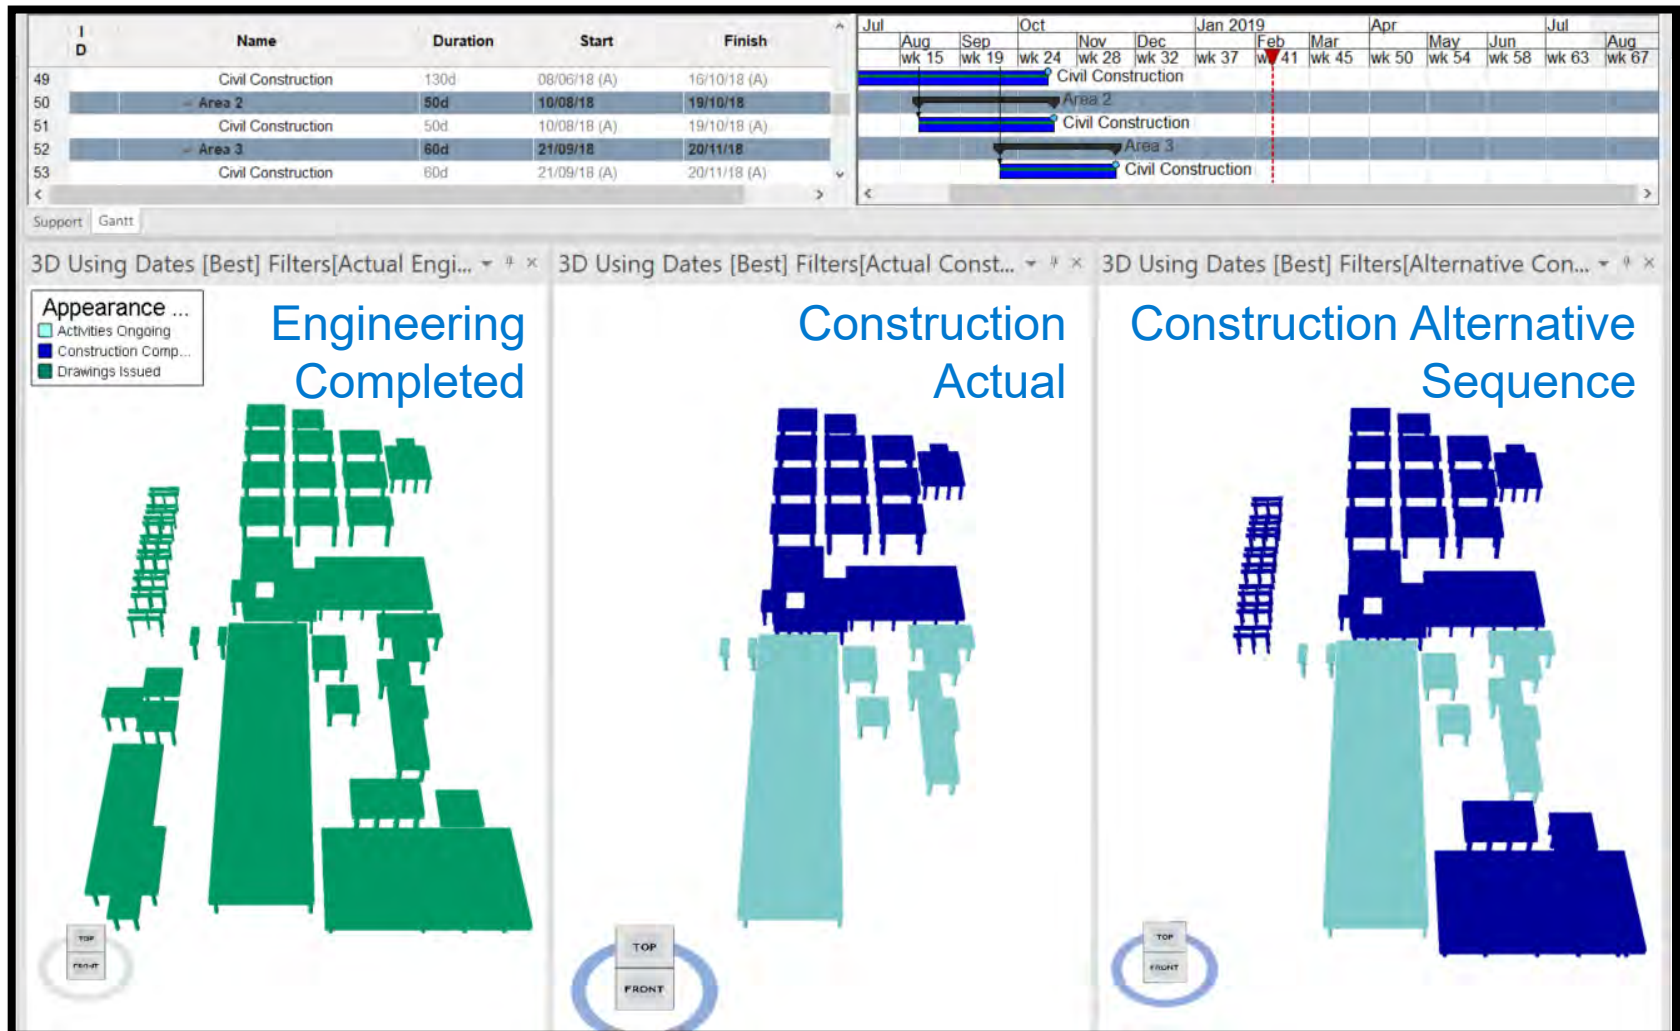 I
D Name Duration Start Finish
Jul Oct Jan 2019 Apr Jul
Aug Sep Nov Dec Feb Mar May Jun Aug
wk 15 wk 19 wk 24 wk 28 wk 32 wk 37 wk 41 wk 45 wk 50 wk 54 wk 58 wk 63 wk 67
49 Civil Construction 130d 08/06/18 (A) 16/10/18 (A) Civil Construction
50 Area 2 50d 10/08/18 19/10/18 Area 2
51 Civil Construction 50d 10/08/18 (A) 19/10/18 (A) Civil Construction
52 Area 3 60d 21/09/18 20/11/18 Area 3
53 Civil Construction 60d 21/09/18 (A) 20/11/18 (A) Civil Construction
Support Gantt
3D Using Dates [Best] Filters[Actual Engi...
3D Using Dates [Best] Filters[Actual Const...
3D Using Dates [Best] Filters[Alternative Con...
Appearance ...
Activities Ongoing
Construction Comp...
Drawings Issued
Engineering
Completed
Construction
Actual
Construction Alternative
Sequence
TOP
FRONT
TOP
FRONT
TOP
FRONT